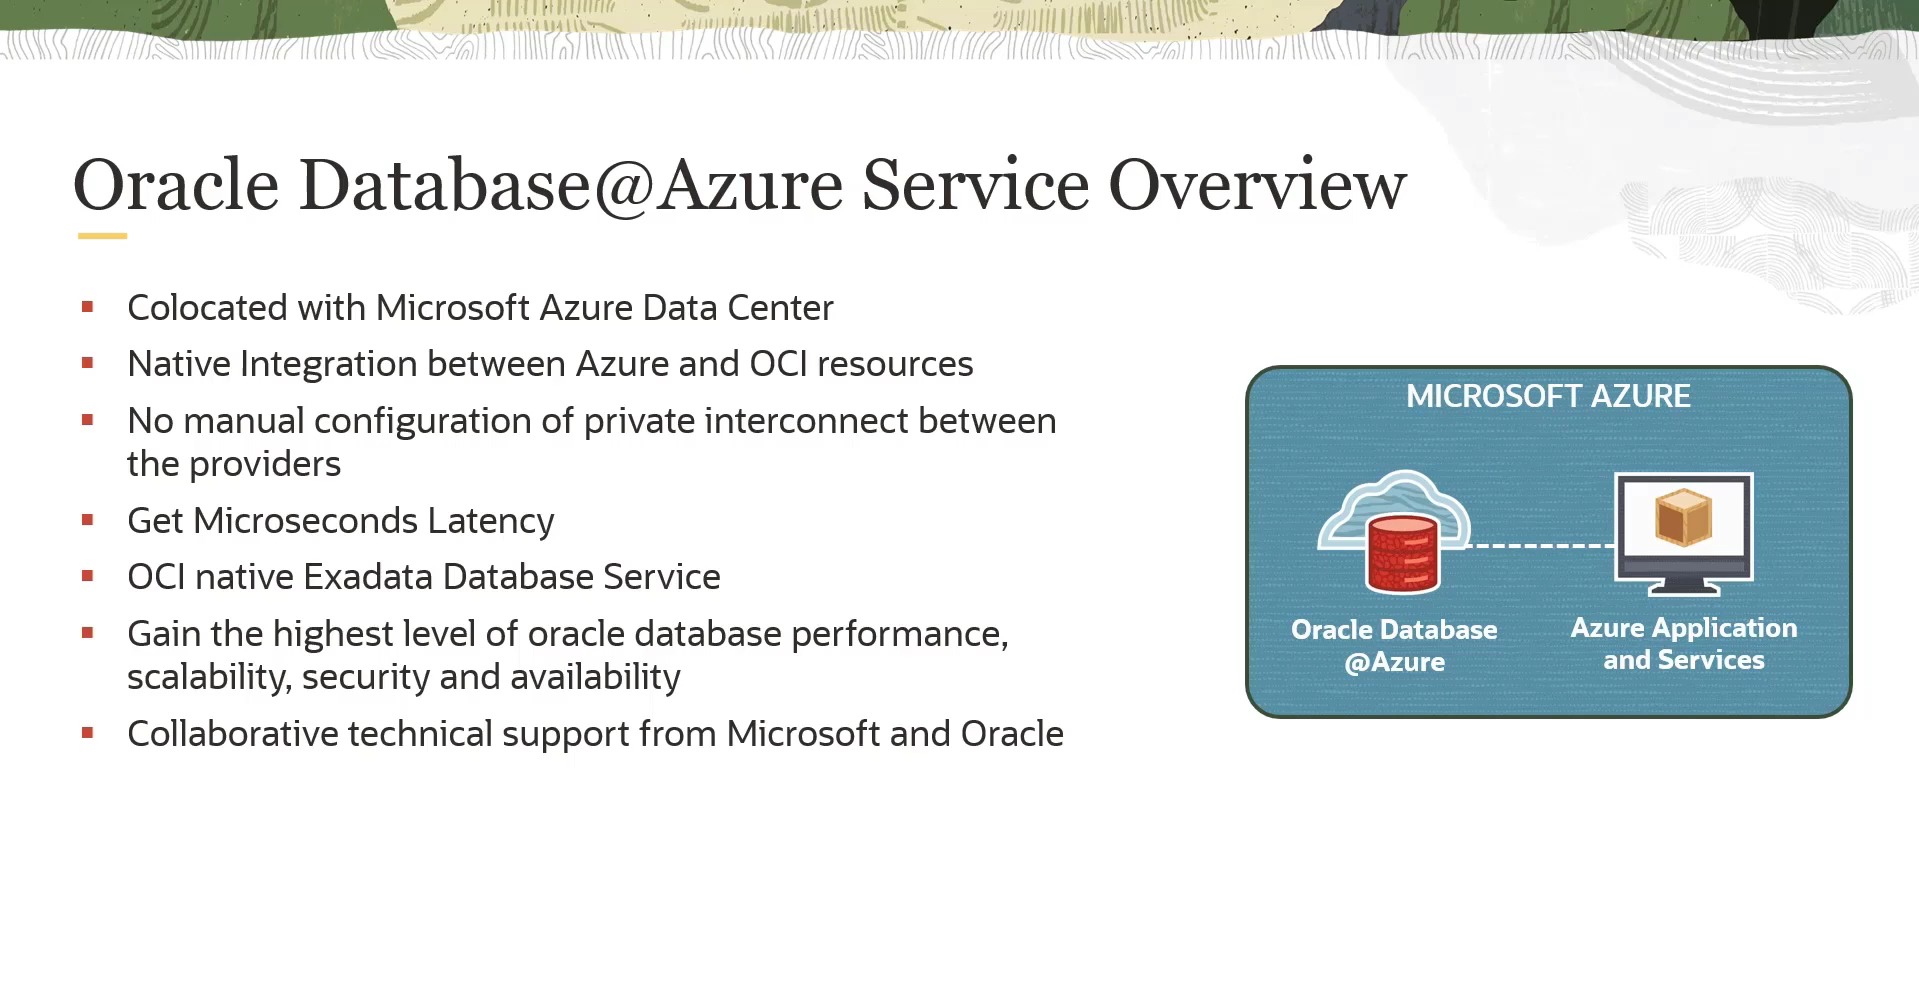 Oracle Database@Azure Service Overview
Colocated with Microsoft Azure Data Center
Native Integration between Azure and OCI resources
No manual configuration of private interconnect between
the providers
Get Microseconds Latency
OCI native Exadata Database Service
Gain the highest level of oracle database performance,
scalability, security and availability
Collaborative technical support from Microsoft and Oracle
MICROSOFT AZURE
Oracle Database
@Azure
Azure Application
and Services